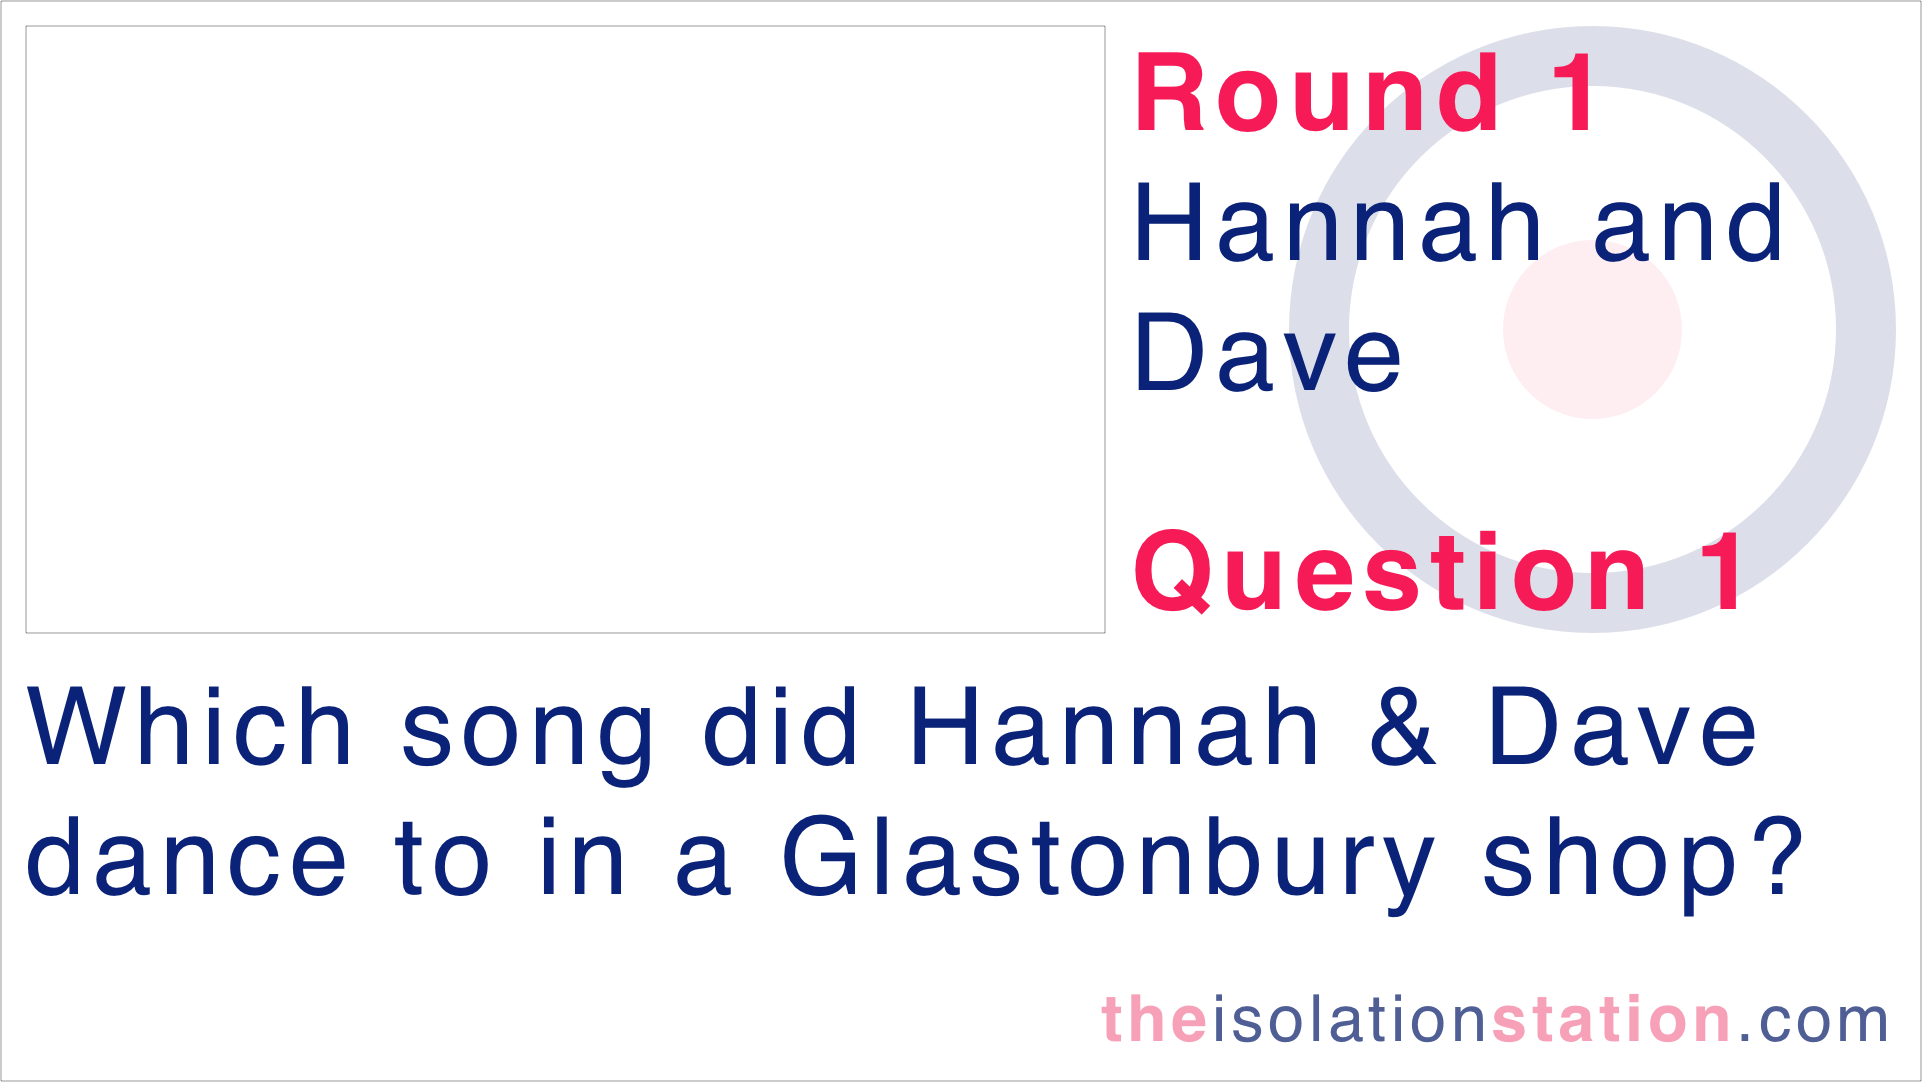 Round 1
Hannah and
Dave
Question 1
Which song did Hannah & Dave
dance to in a Glastonbury shop?
theisolationstation.com